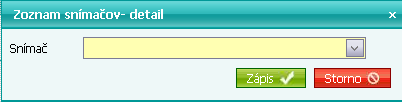 Zoznam snímačov- detail
Snímač
Zápis
Storno